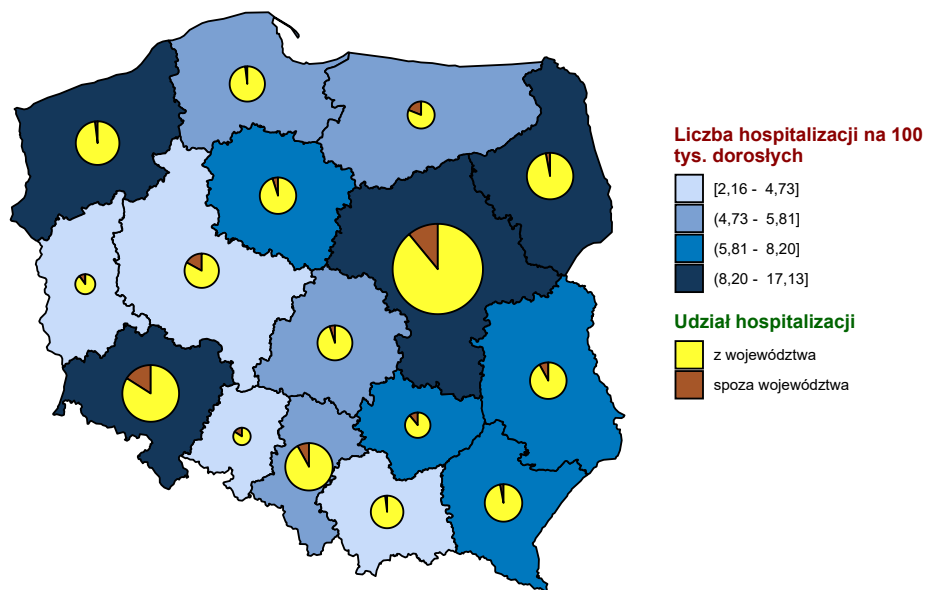 Liczba hospitalizacji na 100
tys. dorosłych
[2,16 - 4,73]
(4,73 - 5,81]
(5,81 - 8,20]
(8,20 - 17,13]
Udział hospitalizacji
z województwa
spoza województwa